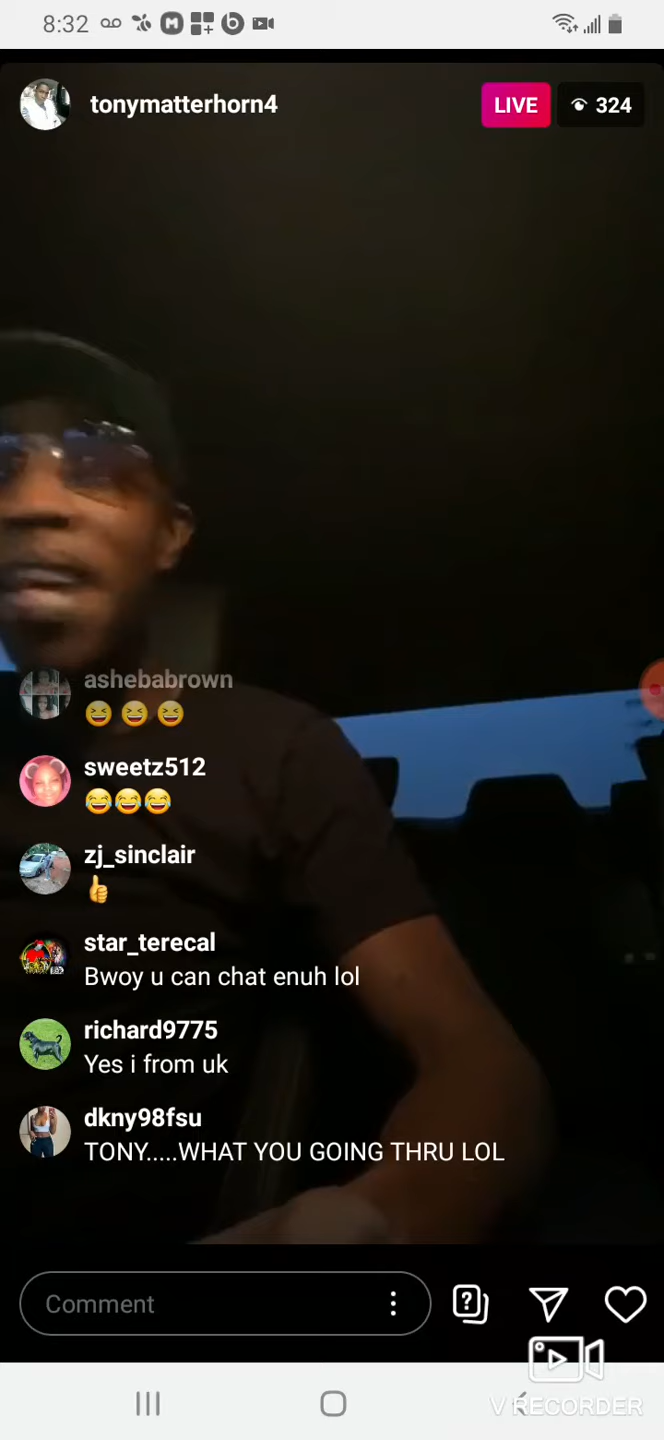 8:32
tonymatterhorn4
LIVE
324
ashebabrown
😆 😆 😆
sweetz512
😂😂😂
zj_sinclair
👍
star_terecal
Bwoy u can chat enuh lol
richard9775
Yes i from uk
dkny98fsu
TONY.....WHAT YOU GOING THRU LOL
Comment
V RECORDER